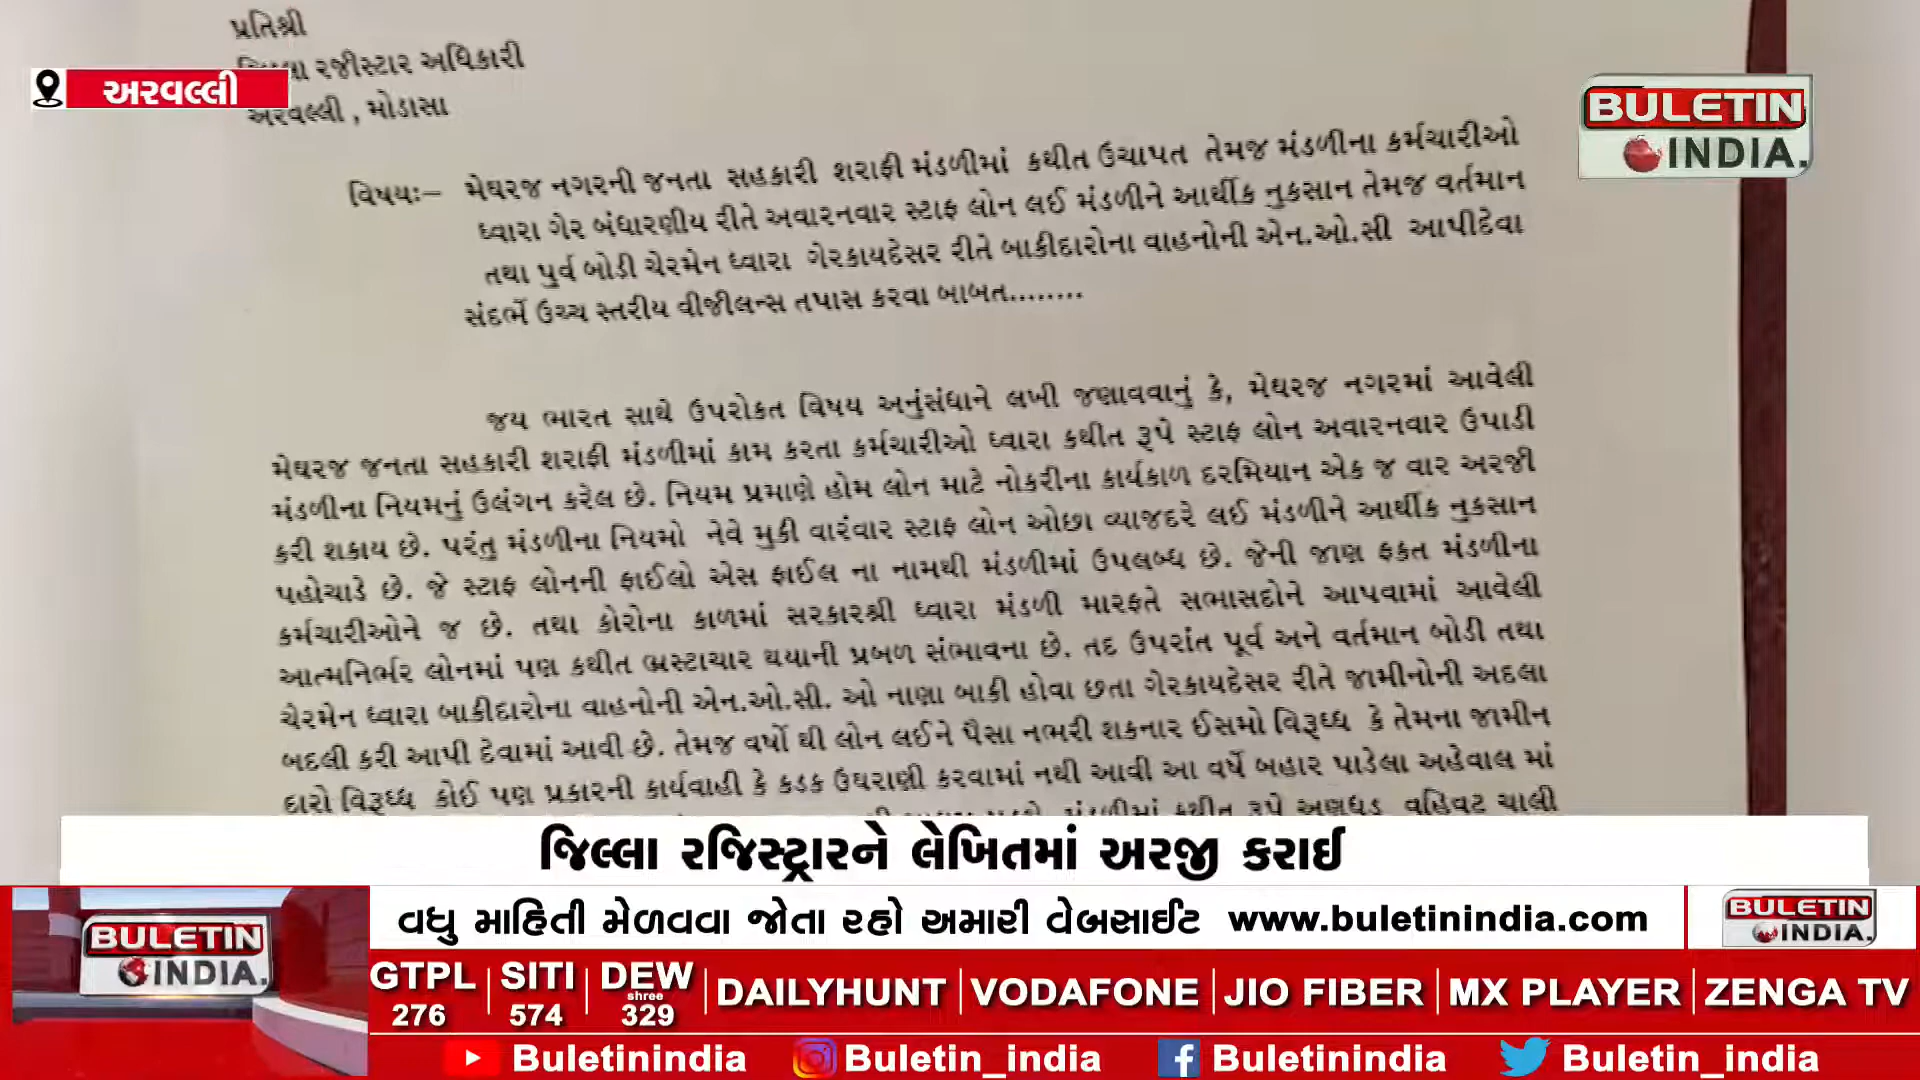 પ્રતિશ્રી
રજીસ્ટાર અધિકારી
અરવલ્લી
અરવલ્લી , મોડાસા
BULETIN
INDIA.
વિષયઃ– મેઘરજ નગરની જનતા સહકારી શરાફી મંડળીમાં કથીત ઉચાપત તેમજ મંડળીના કર્મચારીઓ
ધ્વારા ગેર બંધારણીય રીતે અવારનવાર સ્ટાફ લોન લઈ મંડળીને આર્થીક નુકસાન તેમજ વર્તમાન
તથા પુર્વ બોડી ચેરમેન ધ્વારા ગેરકાયદેસર રીતે બાકીદારોના વાહનોની એન.ઓ.સી આપીદેવા
સંદર્ભે ઉચ્ચ સ્તરીય વીજીલન્સ તપાસ કરવા બાબત........
જય ભારત સાથે ઉપરોકત વિષય અનુંસંધાને લખી જણાવવાનું કે, મેઘરજ નગરમાં આવેલી
મેઘરજ જનતા સહકારી શરાફી મંડળીમાં કામ કરતા કર્મચારીઓ ધ્વારા કથીત રૂપે સ્ટાફ લોન અવારનવાર ઉપાડી
મંડળીના નિયમનું ઉલંગન કરેલ છે. નિયમ પ્રમાણે હોમ લોન માટે નોકરીના કાર્યકાળ દરમિયાન એક જ વાર અરજી
કરી શકાય છે. પરંતુ મંડળીના નિયમો નેવે મુકી વારંવાર સ્ટાફ લોન ઓછા વ્યાજદરે લઈ મંડળીને આર્થીક નુકસાન
પહોચાડે છે. જે સ્ટાફ લોનની ફાઈલો એસ ફાઈલ ના નામથી મંડળીમાં ઉપલબ્ધ છે. જેની જાણ ફકત મંડળીના
કર્મચારીઓને જ છે. તથા કોરોના કાળમાં સરકારશ્રી ધ્વારા મંડળી મારફતે સભાસદોને આપવામાં આવેલી
આત્મનિર્ભર લોનમાં પણ કથીત ભ્રસ્ટાચાર થયાની પ્રબળ સંભાવના છે. તદ ઉપરાંત પૂર્વ અને વર્તમાન બોડી તથા
ચેરમેન ધ્વારા બાકીદારોના વાહનોની એન.ઓ.સી. ઓ નાણા બાકી હોવા છતા ગેરકાયદેસર રીતે જામીનોની અદલા
બદલી કરી આપી દેવામાં આવી છે. તેમજ વર્ષો થી લોન લઈને પૈસા નભરી શકનાર ઈસમો વિરૂધ્ધ કે તેમના જામીન
દારો વિરૂધ્ધ કોઈ પણ પ્રકારની કાર્યવાહી કે કડક ઉઘરાણી કરવામાં નથી આવી આ વર્ષે બહાર પાડેલા અહેવાલ માં
મંડળીમાં કથીત રૂપે અણધડ વહિવટ ચાલી
જિલ્લા રજિસ્ટ્રારને લેખિતમાં અરજી કરાઈ
વધુ માહિતી મેળવવા જોતા રહો અમારી વેબસાઈટ www.buletinindia.com
BULETIN
INDIA.
BULETIN
INDIA.
GTPL 276 | SITI 574 | DEW shree 329 | DAILYHUNT | VODAFONE | JIO FIBER | MX PLAYER | ZENGA TV
Buletinindia Buletin_india Buletinindia Buletin_india